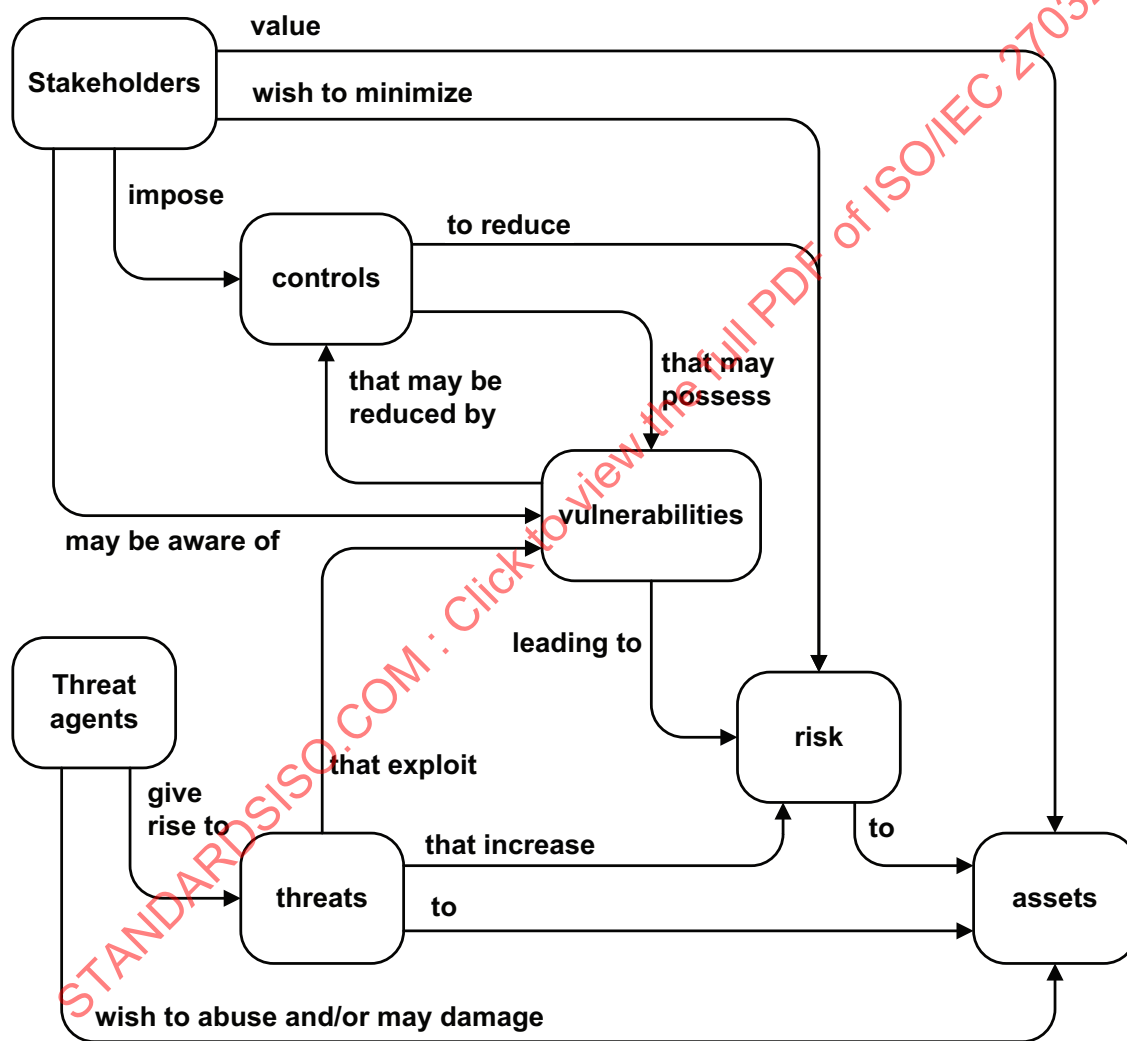 value
Stakeholders
wish to minimize
impose
to reduce
controls
that may be
reduced by
that may
possess
vulnerabilities
may be aware of
leading to
Threat
agents
risk
that exploit
give
rise to
that increase
to
threats
to
assets
wish to abuse and/or may damage
STANDARDSISO.COM : Click to view the full PDF of ISO/IEC 2703